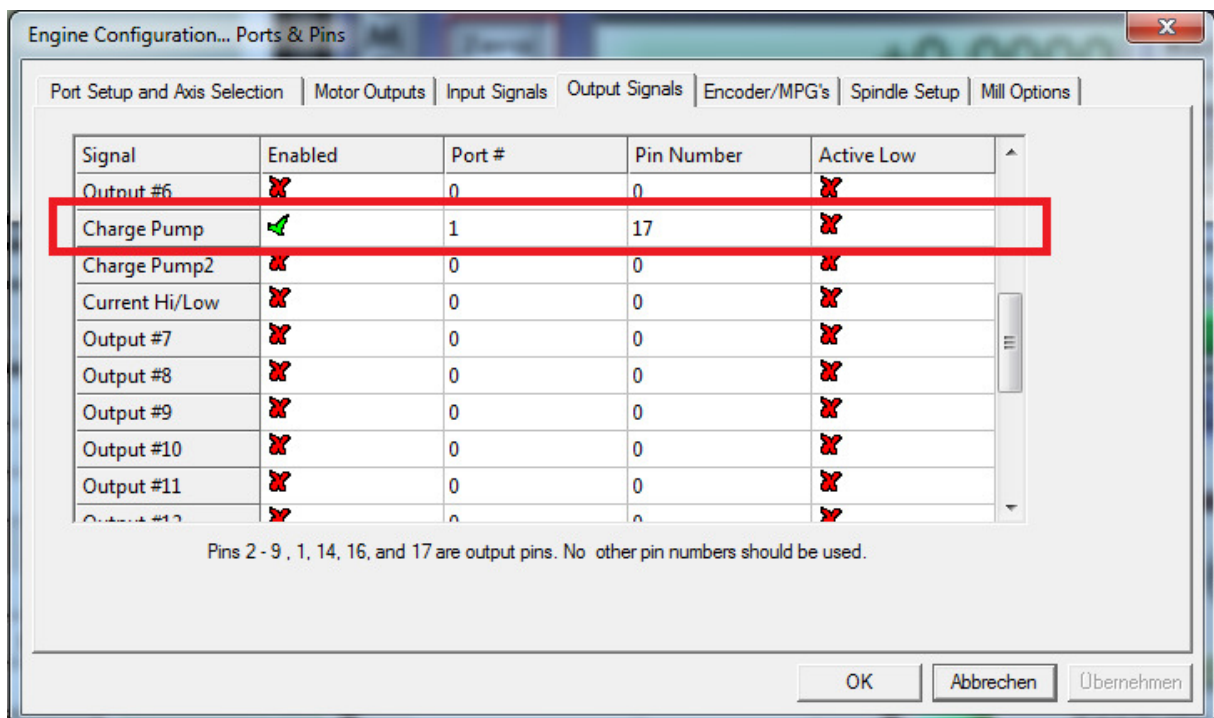 Engine Configuration... Ports & Pins
Port Setup and Axis Selection Motor Outputs Input Signals Output Signals Encoder/MPG's Spindle Setup Mill Options
Signal Enabled Port # Pin Number Active Low
Output #6 0 0
Charge Pump 1 17
Charge Pump2 0 0
Current Hi/Low 0 0
Output #7 0 0
Output #8 0 0
Output #9 0 0
Output #10 0 0
Output #11 0 0
Output #12 0 0
Pins 2 - 9 , 1, 14, 16, and 17 are output pins. No other pin numbers should be used.
OK Abbrechen Übernehmen